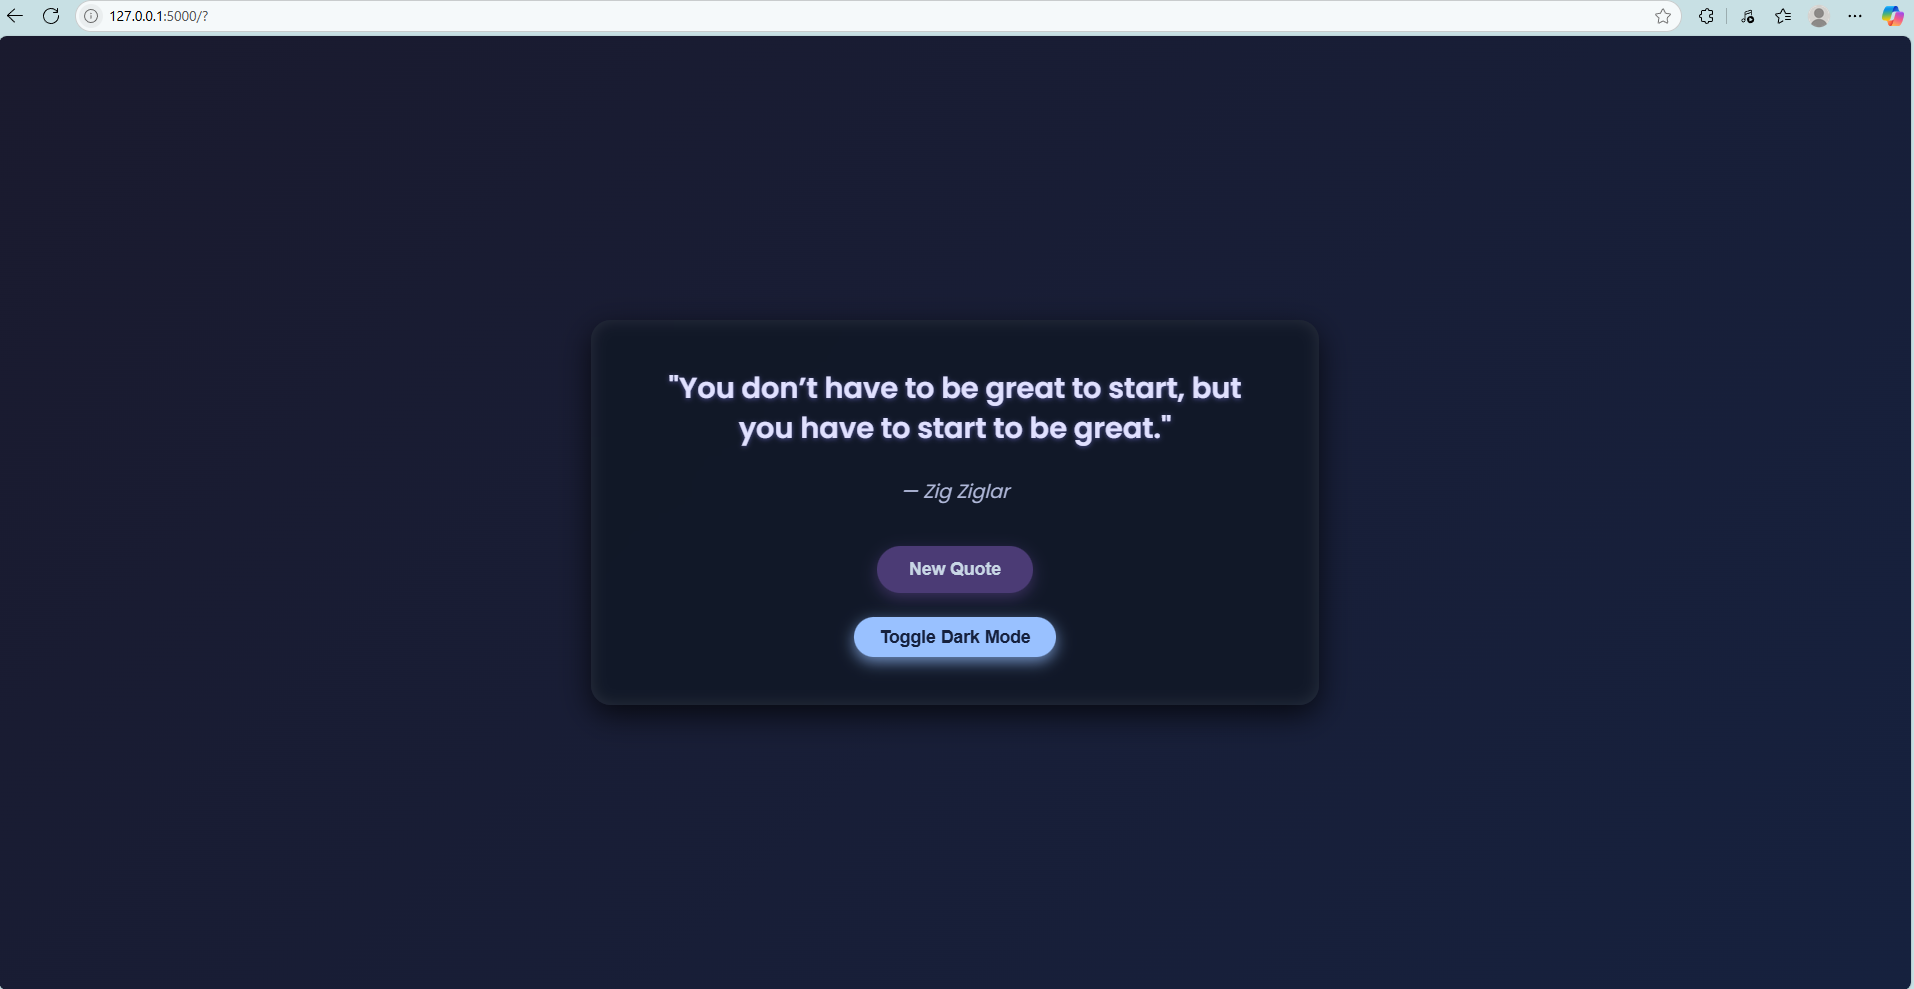 127.0.0.1:5000/?
"You don’t have to be great to start, but
you have to start to be great."
— Zig Ziglar
New Quote
Toggle Dark Mode